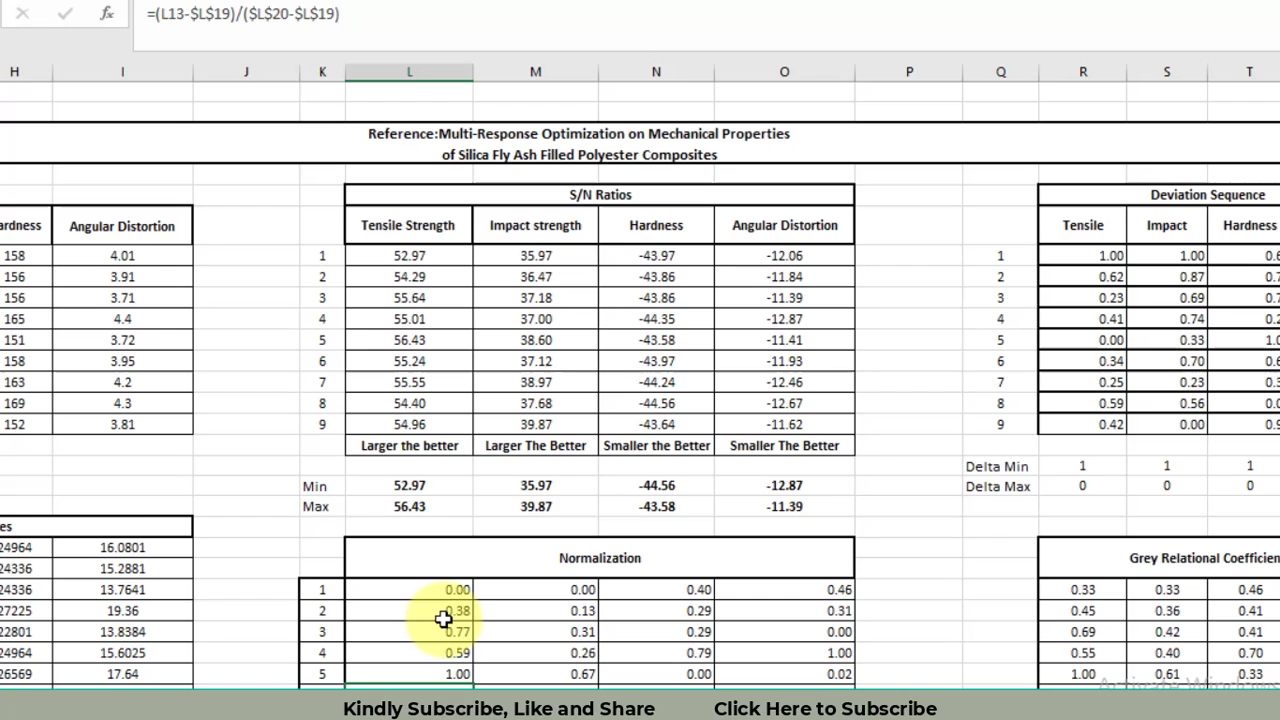 =(L13-$L$19)/($L$20-$L$19)
H I J K L M N O P Q R S T
Reference:Multi-Response Optimization on Mechanical Properties
of Silica Fly Ash Filled Polyester Composites
S/N Ratios Deviation Sequence
ardness Angular Distortion Tensile Strength Impact strength Hardness Angular Distortion Tensile Impact Hardness
158 4.01 1 52.97 35.97 -43.97 -12.06 1 1.00 1.00 0.6
156 3.91 2 54.29 36.47 -43.86 -11.84 2 0.62 0.87 0.7
156 3.71 3 55.64 37.18 -43.86 -11.39 3 0.23 0.69 0.7
165 4.4 4 55.01 37.00 -44.35 -12.87 4 0.41 0.74 0.2
151 3.72 5 56.43 38.60 -43.58 -11.41 5 0.00 0.33 1.0
158 3.95 6 55.24 37.12 -43.97 -11.93 6 0.34 0.70 0.6
163 4.2 7 55.55 38.97 -44.24 -12.46 7 0.25 0.23 0.3
169 4.3 8 54.40 37.68 -44.56 -12.67 8 0.59 0.56 0.0
152 3.81 9 54.96 39.87 -43.64 -11.62 9 0.42 0.00 0.9
Larger the better Larger The Better Smaller the Better Smaller The Better
Delta Min 1 1 1
Min 52.97 35.97 -44.56 -12.87 Delta Max 0 0 0
Max 56.43 39.87 -43.58 -11.39
es
24964 16.0801 Normalization Grey Relational Coefficien
24336 15.2881
24336 13.7641 1 0.00 0.00 0.40 0.46 0.33 0.33 0.46
27225 19.36 2 0.38 0.13 0.29 0.31 0.45 0.36 0.41
22801 13.8384 3 0.77 0.31 0.29 0.00 0.69 0.42 0.41
24964 15.6025 4 0.59 0.26 0.79 1.00 0.55 0.40 0.70
26569 17.64 5 1.00 0.67 0.00 0.02 1.00 0.61 0.33
Activate Windows
Kindly Subscribe, Like and Share Click Here to Subscribe